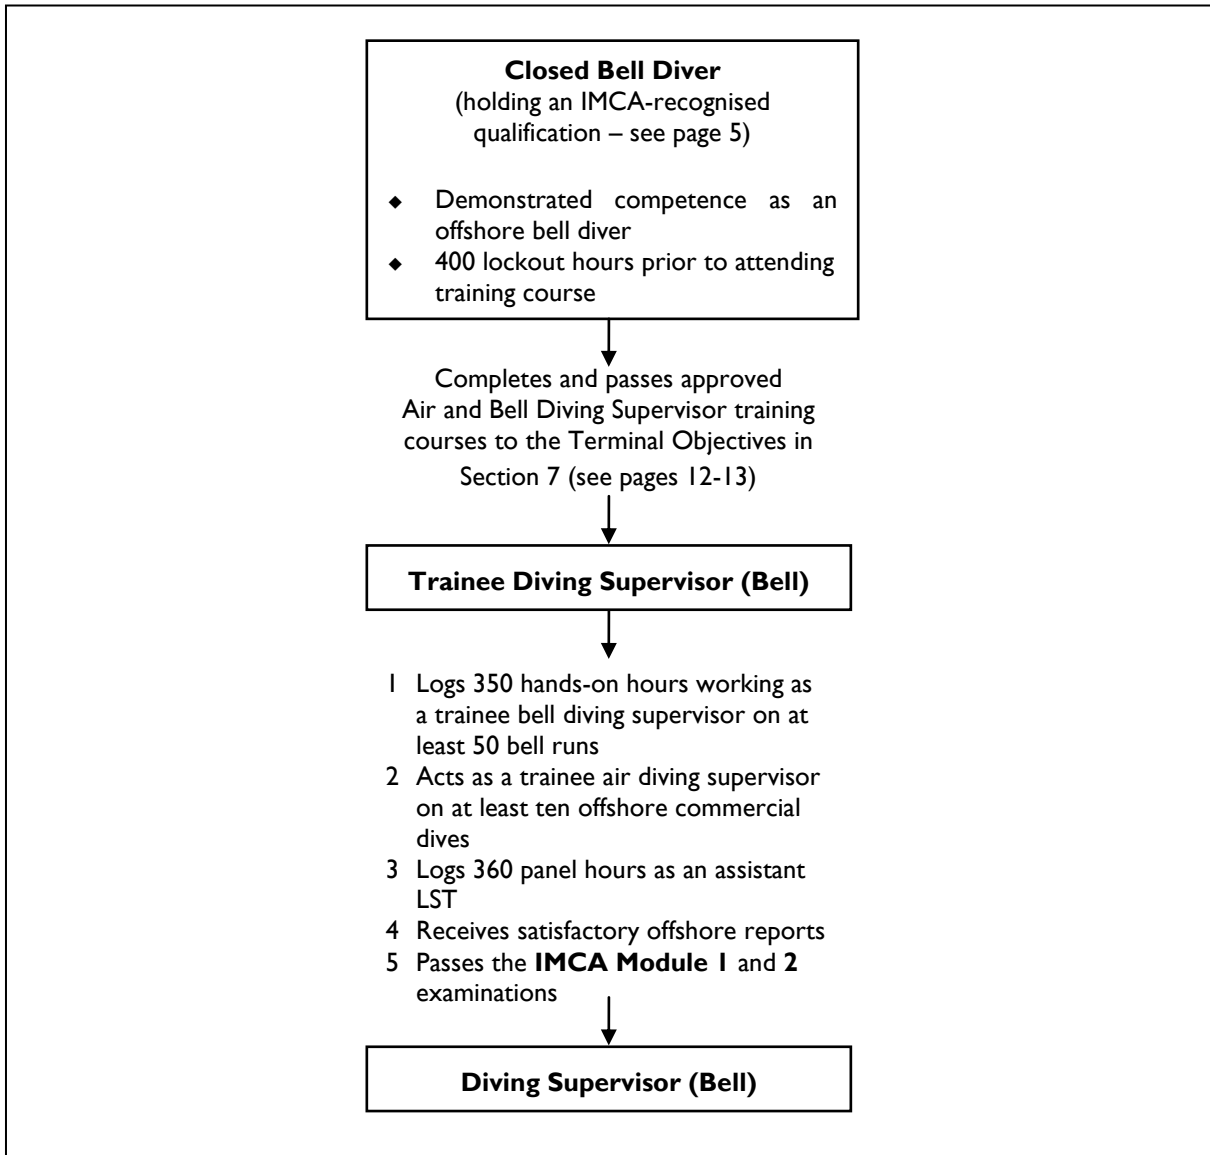 Closed Bell Diver
(holding an IMCA-recognised
qualification – see page 5)
◆ Demonstrated competence as an
offshore bell diver
◆ 400 lockout hours prior to attending
training course
Completes and passes approved
Air and Bell Diving Supervisor training
courses to the Terminal Objectives in
Section 7 (see pages 12-13)
Trainee Diving Supervisor (Bell)
1 Logs 350 hands-on hours working as
a trainee bell diving supervisor on at
least 50 bell runs
2 Acts as a trainee air diving supervisor
on at least ten offshore commercial
dives
3 Logs 360 panel hours as an assistant
LST
4 Receives satisfactory offshore reports
5 Passes the IMCA Module 1 and 2
examinations
Diving Supervisor (Bell)